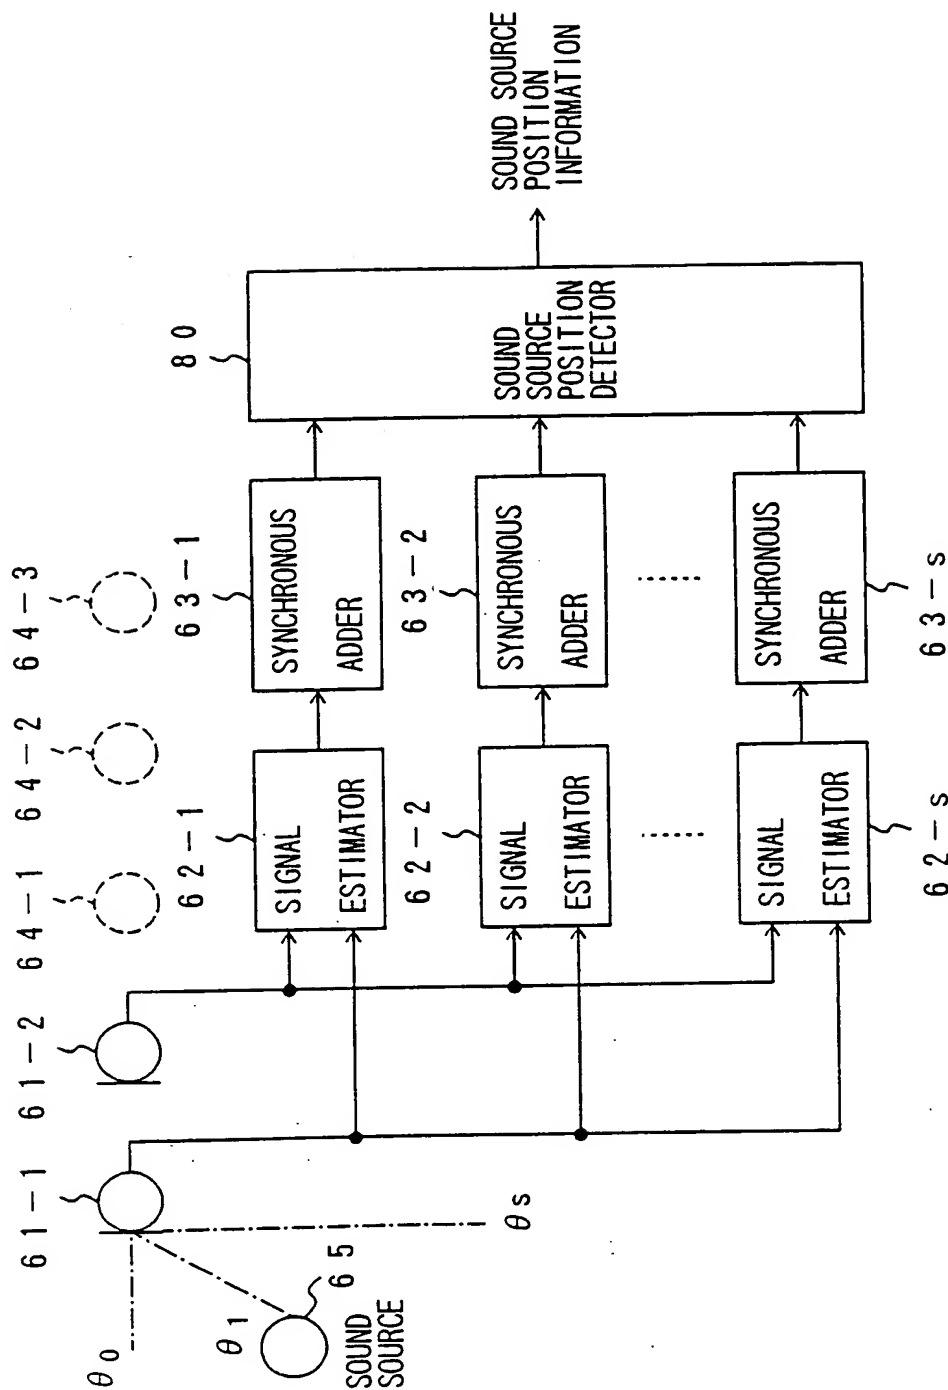 61-1
61-2
64-1
64-2
64-3
θ0
θ1
θs
65
SOUND
SOURCE
62-1
SIGNAL
ESTIMATOR
63-1
SYNCHRONOUS
ADDER
62-2
SIGNAL
ESTIMATOR
63-2
SYNCHRONOUS
ADDER
62-s
SIGNAL
ESTIMATOR
63-s
SYNCHRONOUS
ADDER
80
SOUND
SOURCE
POSITION
DETECTOR
SOUND SOURCE
POSITION
INFORMATION